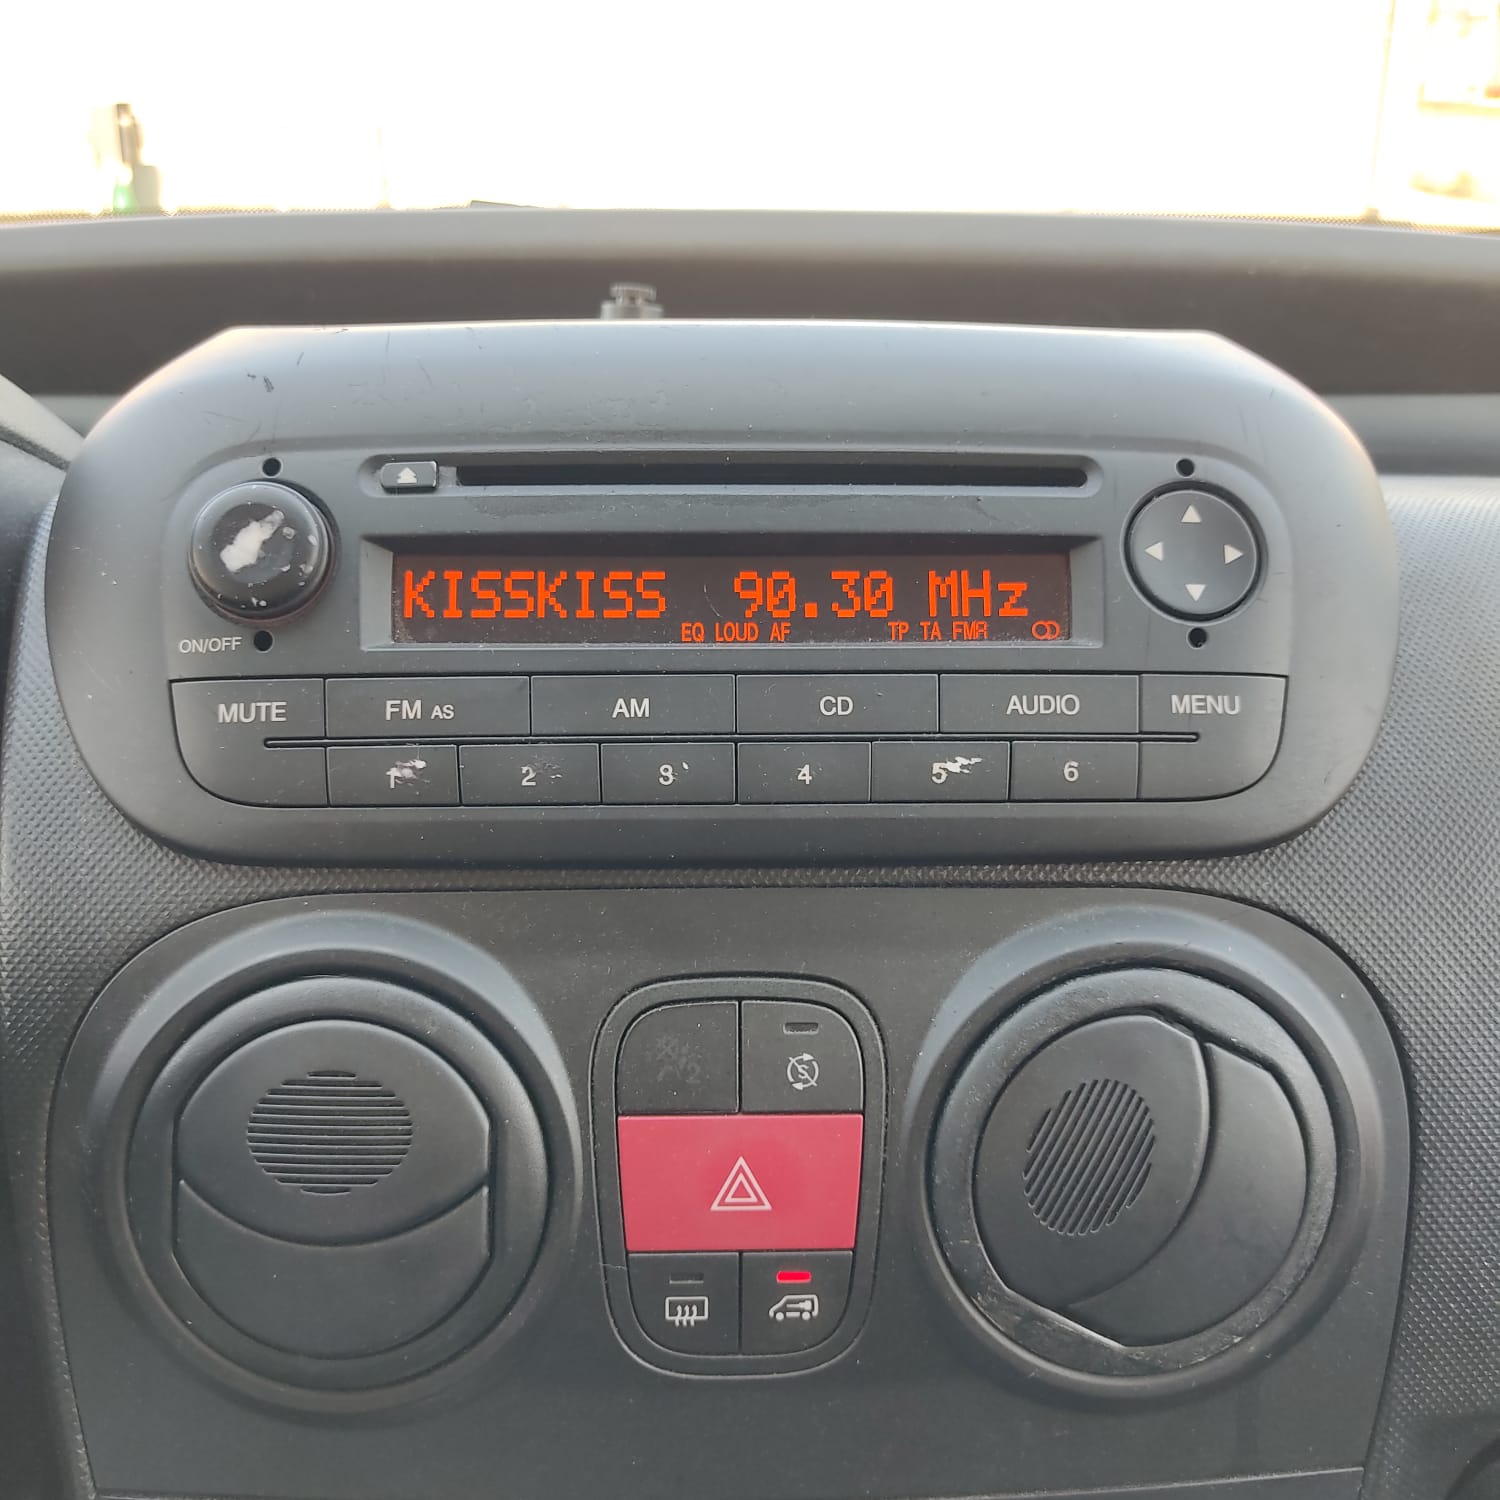 KISSKISS 90.30 MHz
EQ LOUD AF TP TA FMA
ON/OFF
MUTE FM AS AM CD AUDIO MENU
1 2 3 4 5 6